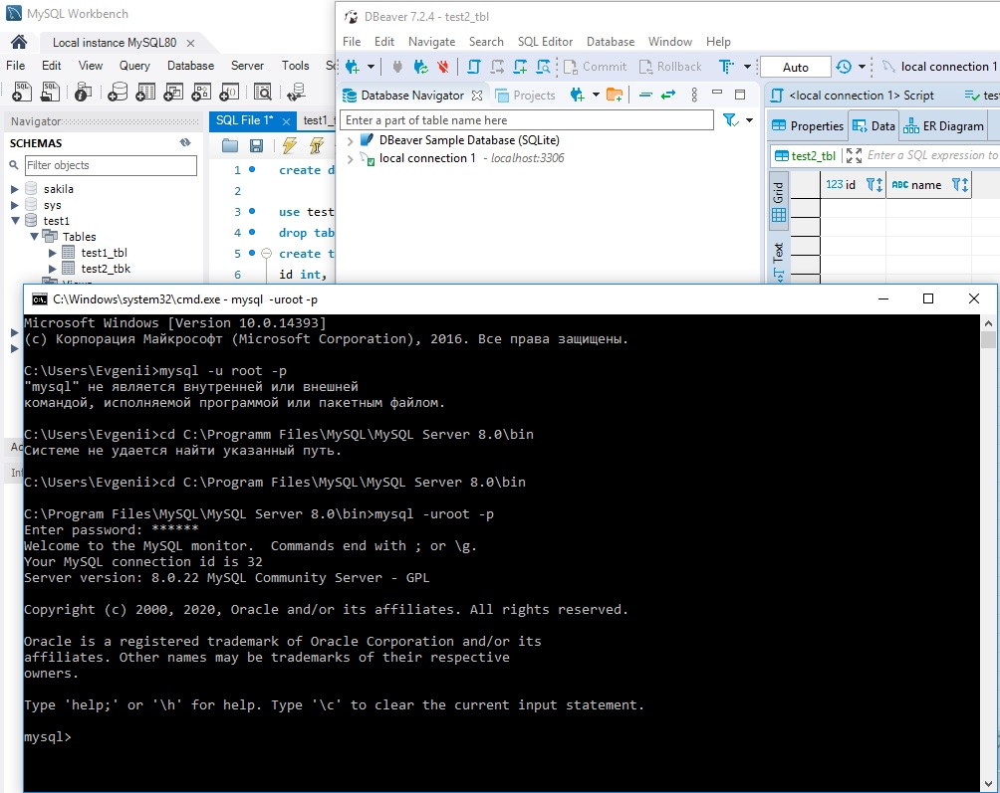 MySQL Workbench
Local instance MySQL80
File Edit View Query Database Server Tools
Navigator
SCHEMAS
Filter objects
sakila
sys
test1
Tables
test1_tbl
test2_tbk
SQL File 1*
1 create d
2
3 use test
4 drop tab
5 create t
6 id int,
DBeaver 7.2.4 - test2_tbl
File Edit Navigate Search SQL Editor Database Window Help
Commit Rollback Auto local connection 1
Database Navigator Projects
Enter a part of table name here
DBeaver Sample Database (SQLite)
local connection 1 - localhost:3306
<local connection 1> Script test
Properties Data ER Diagram
test2_tbl Enter a SQL expression to
Grid
Text
123 id ABC name
C:\Windows\system32\cmd.exe - mysql -uroot -p
Microsoft Windows [Version 10.0.14393]
(c) Корпорация Майкрософт (Microsoft Corporation), 2016. Все права защищены.
C:\Users\Evgenii>mysql -u root -p
"mysql" не является внутренней или внешней
командой, исполняемой программой или пакетным файлом.
C:\Users\Evgenii>cd C:\Programm Files\MySQL\MySQL Server 8.0\bin
Системе не удается найти указанный путь.
C:\Users\Evgenii>cd C:\Program Files\MySQL\MySQL Server 8.0\bin
C:\Program Files\MySQL\MySQL Server 8.0\bin>mysql -uroot -p
Enter password: ******
Welcome to the MySQL monitor.  Commands end with ; or \g.
Your MySQL connection id is 32
Server version: 8.0.22 MySQL Community Server - GPL
Copyright (c) 2000, 2020, Oracle and/or its affiliates. All rights reserved.
Oracle is a registered trademark of Oracle Corporation and/or its
affiliates. Other names may be trademarks of their respective
owners.
Type 'help;' or '\h' for help. Type '\c' to clear the current input statement.
mysql>